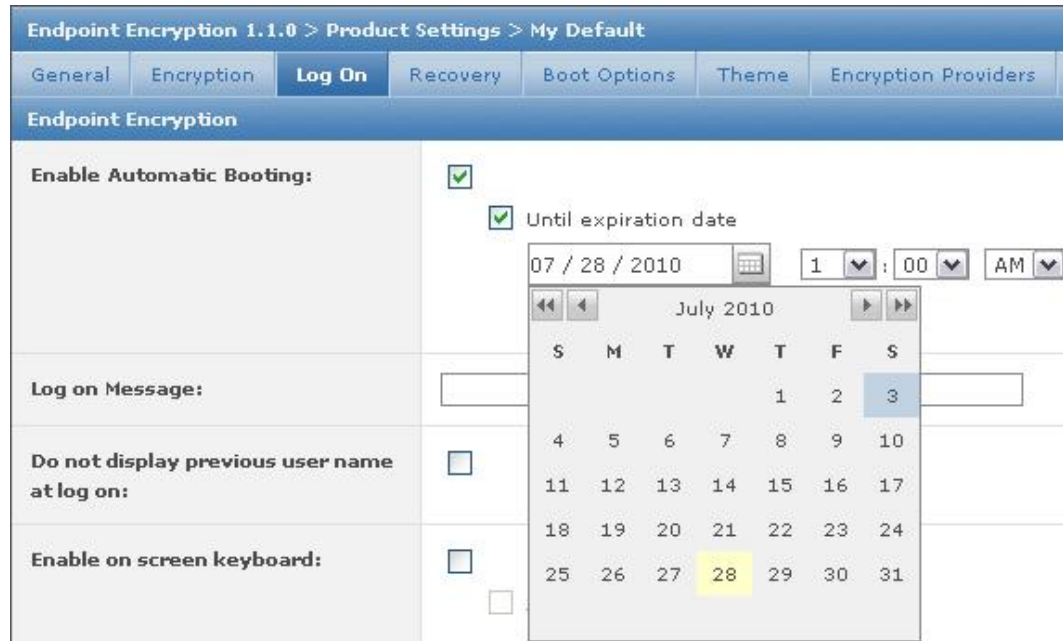 Endpoint Encryption 1.1.0 > Product Settings > My Default
General Encryption Log On Recovery Boot Options Theme Encryption Providers
Endpoint Encryption
Enable Automatic Booting:
Until expiration date
07 / 28 / 2010 1 : 00 AM
July 2010
S M T W T F S
1 2 3
Log on Message:
4 5 6 7 8 9 10
Do not display previous user name
at log on:
11 12 13 14 15 16 17
18 19 20 21 22 23 24
Enable on screen keyboard:
25 26 27 28 29 30 31